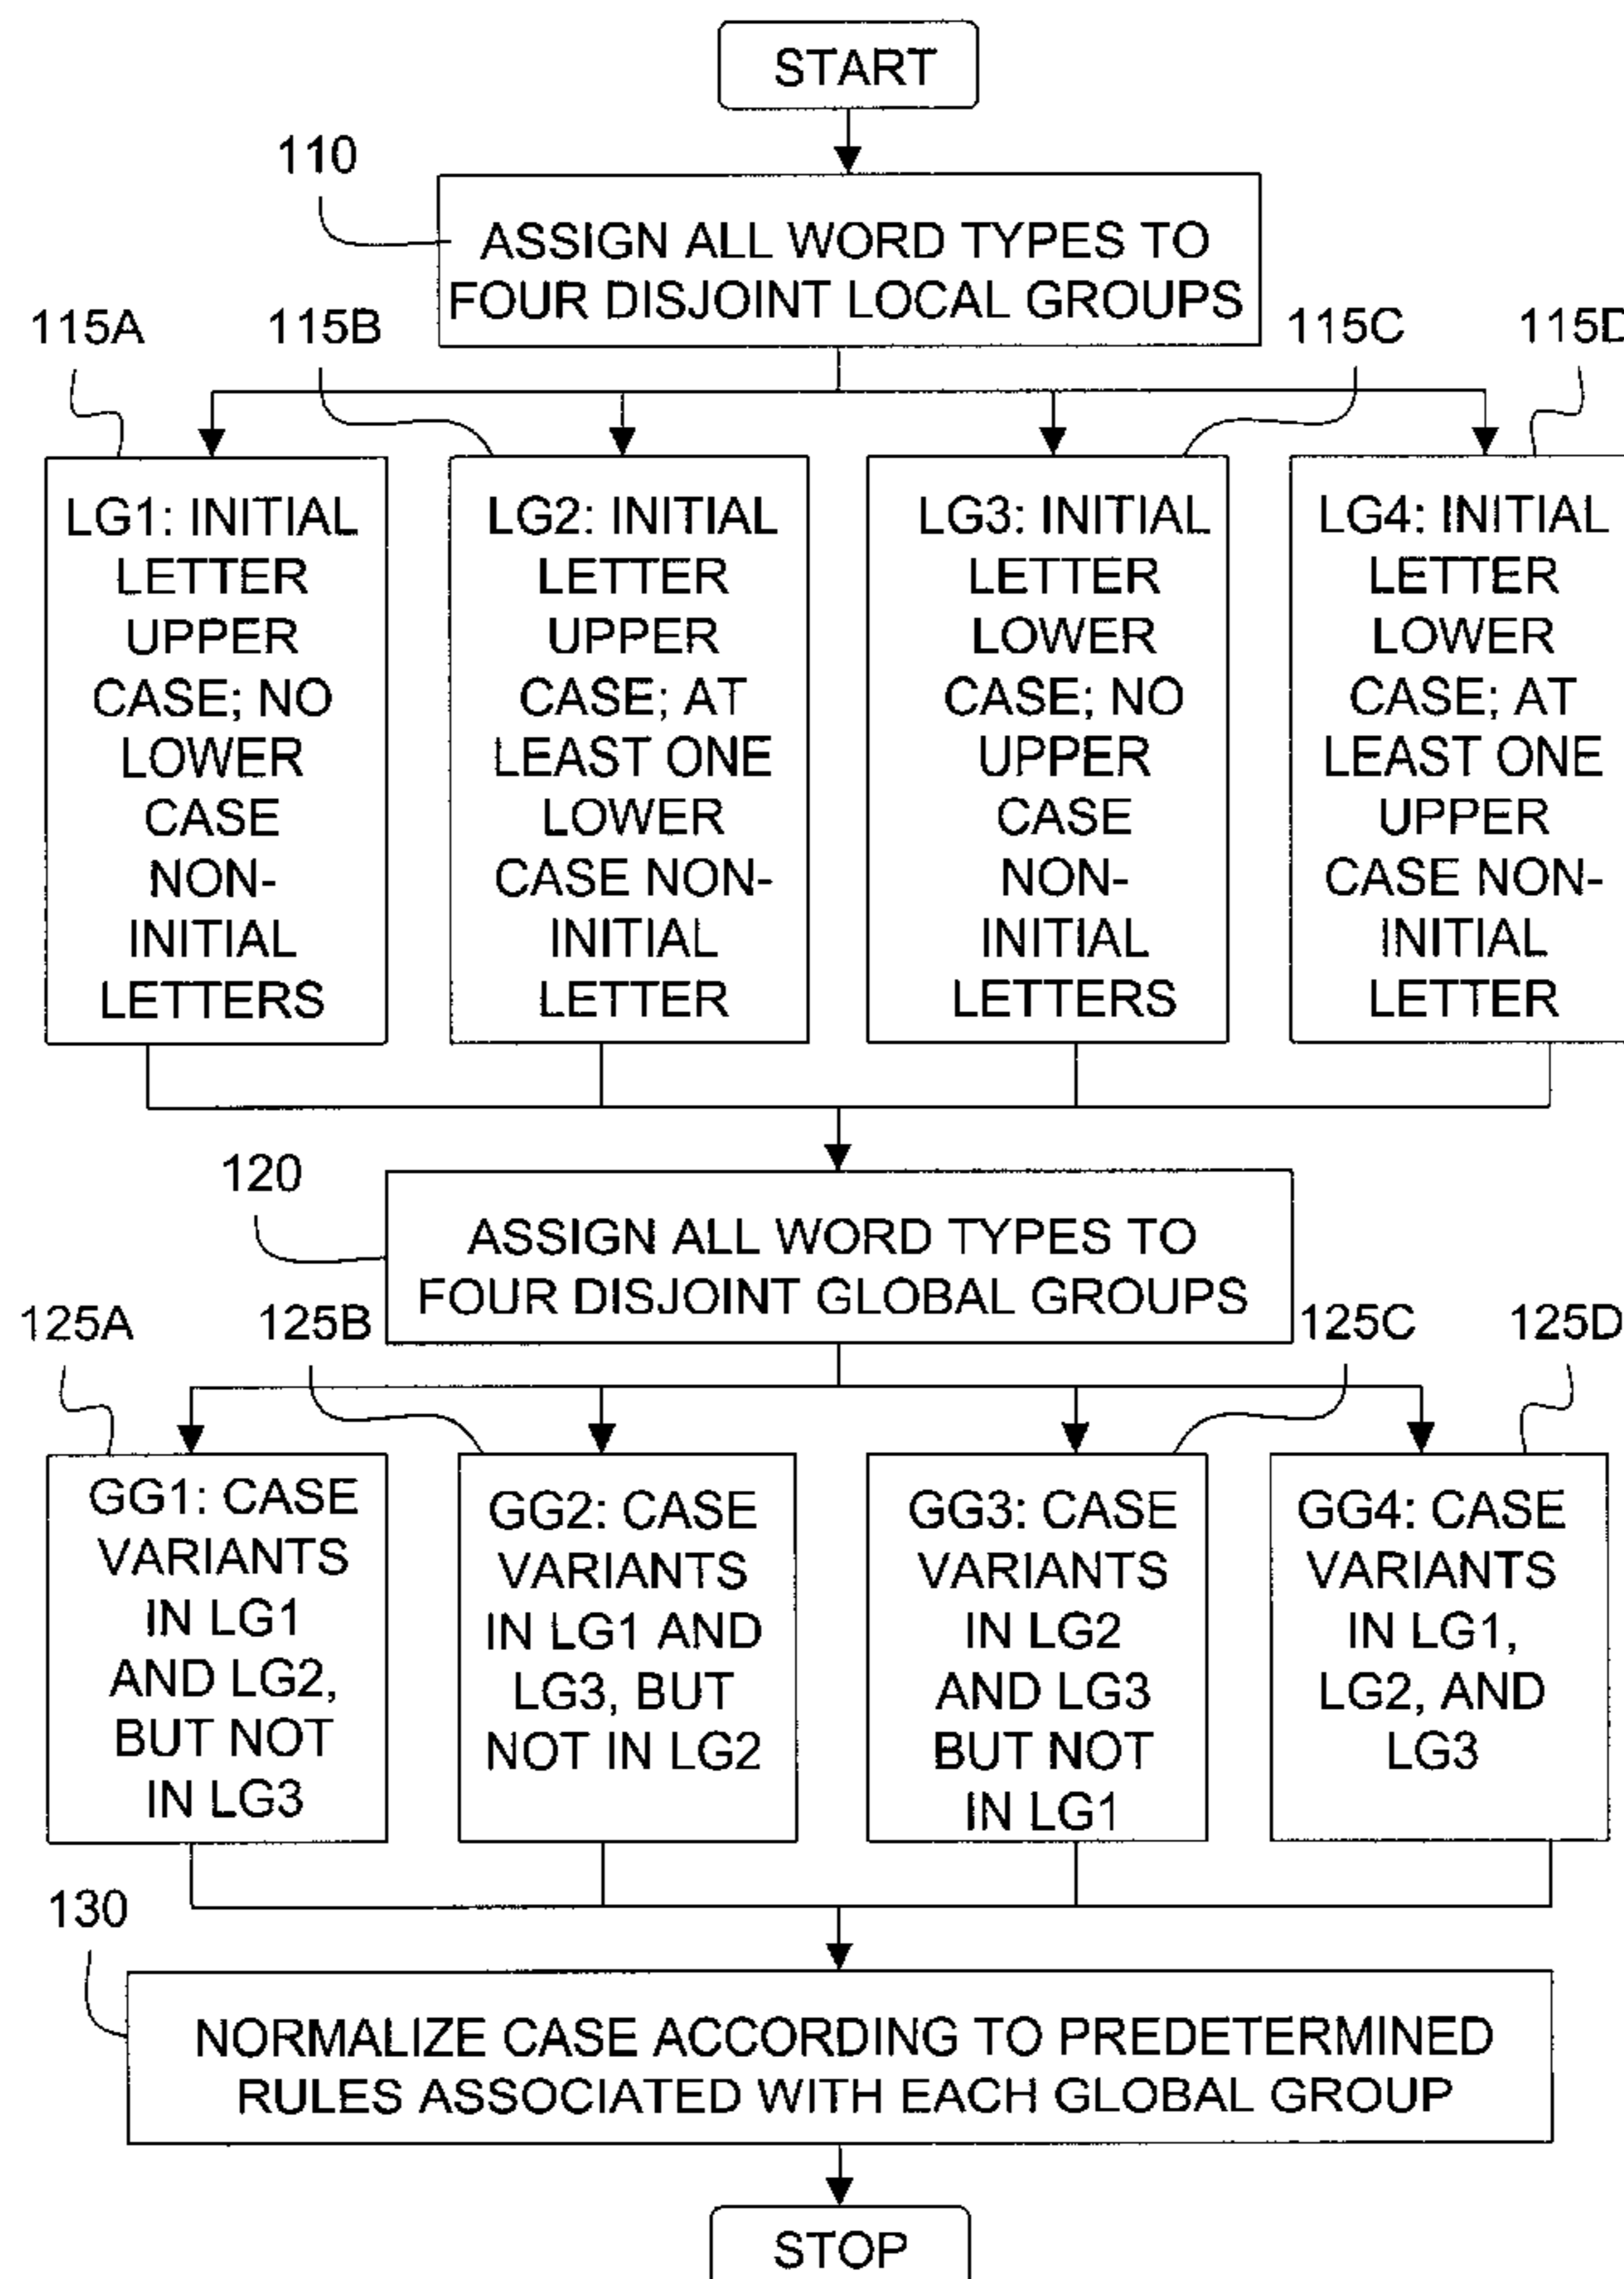 START
110
ASSIGN ALL WORD TYPES TO
FOUR DISJOINT LOCAL GROUPS
115A
115B
115C
115D
LG1: INITIAL
LETTER
UPPER
CASE; NO
LOWER
CASE
NON-
INITIAL
LETTERS
LG2: INITIAL
LETTER
UPPER
CASE; AT
LEAST ONE
LOWER
CASE NON-
INITIAL
LETTER
LG3: INITIAL
LETTER
LOWER
CASE; NO
UPPER
CASE
NON-
INITIAL
LETTERS
LG4: INITIAL
LETTER
LOWER
CASE; AT
LEAST ONE
UPPER
CASE NON-
INITIAL
LETTER
120
ASSIGN ALL WORD TYPES TO
FOUR DISJOINT GLOBAL GROUPS
125A
125B
125C
125D
GG1: CASE
VARIANTS
IN LG1
AND LG2,
BUT NOT
IN LG3
GG2: CASE
VARIANTS
IN LG1 AND
LG3, BUT
NOT IN LG2
GG3: CASE
VARIANTS
IN LG2
AND LG3
BUT NOT
IN LG1
GG4: CASE
VARIANTS
IN LG1,
LG2, AND
LG3
130
NORMALIZE CASE ACCORDING TO PREDETERMINED
RULES ASSOCIATED WITH EACH GLOBAL GROUP
STOP